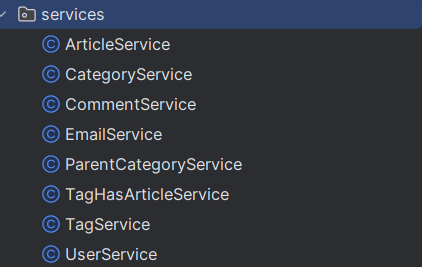 services
ArticleService
CategoryService
CommentService
EmailService
ParentCategoryService
TagHasArticleService
TagService
UserService